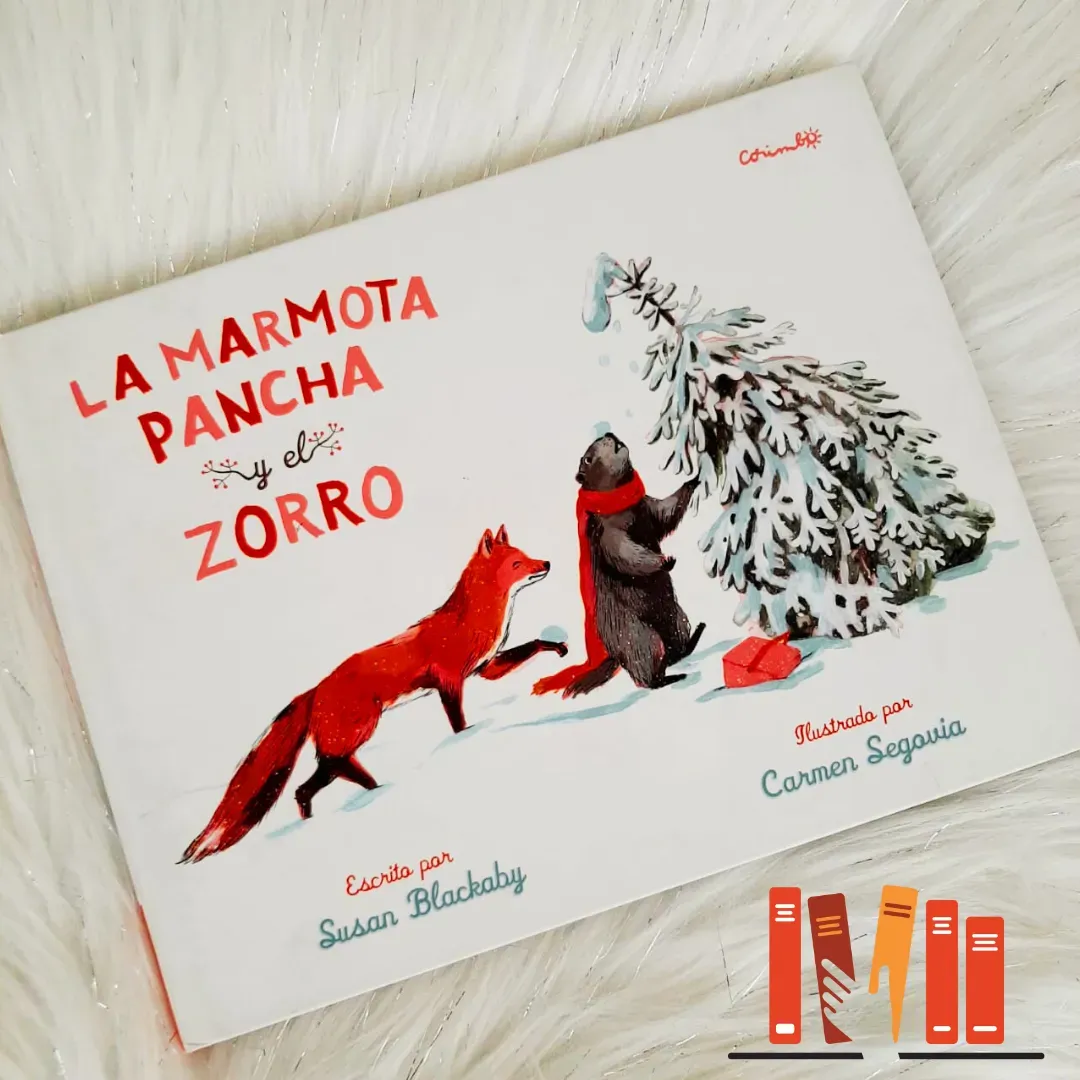 Corimbo
LA MARMOTA
PANCHA
y el
ZORRO
Ilustrado por
Carmen Segovia
Escrito por
Susan Blackaby